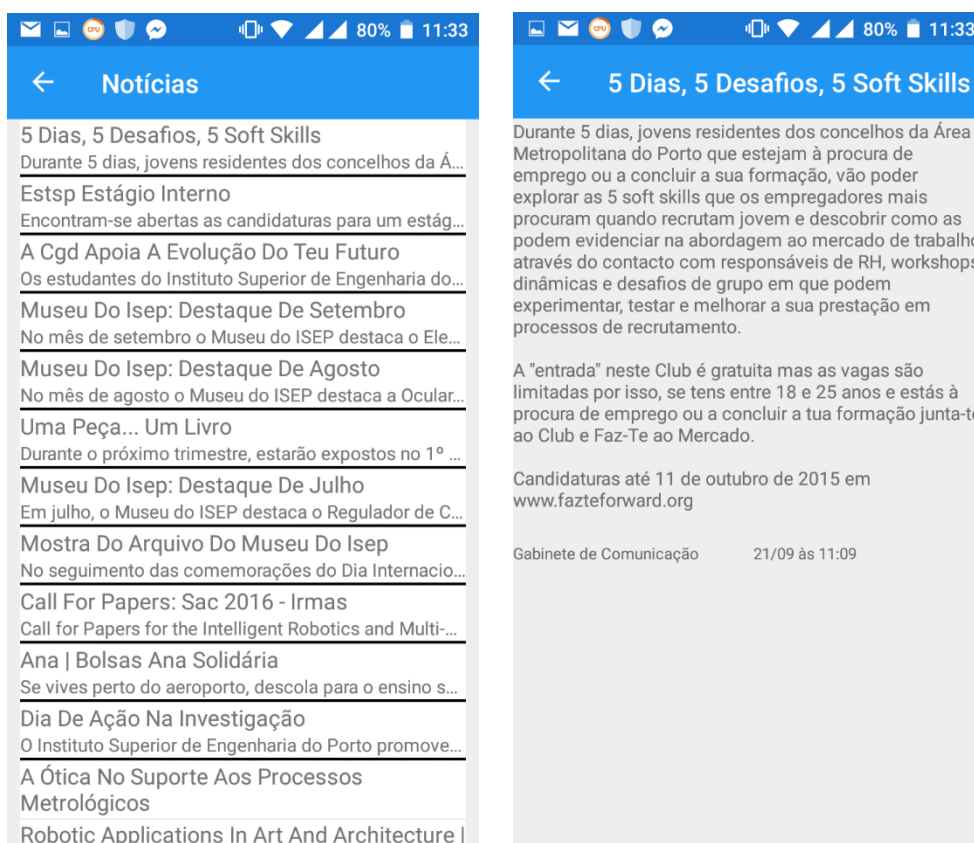 CPU
80%
11:33
Notícias
5 Dias, 5 Desafios, 5 Soft Skills
Durante 5 dias, jovens residentes dos concelhos da Á...
Estsp Estágio Interno
Encontram-se abertas as candidaturas para um estág...
A Cgd Apoia A Evolução Do Teu Futuro
Os estudantes do Instituto Superior de Engenharia do...
Museu Do Isep: Destaque De Setembro
No mês de setembro o Museu do ISEP destaca o Ele...
Museu Do Isep: Destaque De Agosto
No mês de agosto o Museu do ISEP destaca a Ocular...
Uma Peça... Um Livro
Durante o próximo trimestre, estarão expostos no 1º ...
Museu Do Isep: Destaque De Julho
Em julho, o Museu do ISEP destaca o Regulador de C...
Mostra Do Arquivo Do Museu Do Isep
No seguimento das comemorações do Dia Internacio...
Call For Papers: Sac 2016 - Irmas
Call for Papers for the Intelligent Robotics and Multi-...
Ana | Bolsas Ana Solidária
Se vives perto do aeroporto, descola para o ensino s...
Dia De Ação Na Investigação
O Instituto Superior de Engenharia do Porto promove...
A Ótica No Suporte Aos Processos
Metrológicos
Robotic Applications In Art And Architecture |
CPU
80%
11:33
5 Dias, 5 Desafios, 5 Soft Skills
Durante 5 dias, jovens residentes dos concelhos da Área
Metropolitana do Porto que estejam à procura de
emprego ou a concluir a sua formação, vão poder
explorar as 5 soft skills que os empregadores mais
procuram quando recrutam jovem e descobrir como as
podem evidenciar na abordagem ao mercado de trabalho
através do contacto com responsáveis de RH, workshops
dinâmicas e desafios de grupo em que podem
experimentar, testar e melhorar a sua prestação em
processos de recrutamento.
A "entrada" neste Club é gratuita mas as vagas são
limitadas por isso, se tens entre 18 e 25 anos e estás à
procura de emprego ou a concluir a tua formação junta-te
ao Club e Faz-Te ao Mercado.
Candidaturas até 11 de outubro de 2015 em
www.fazteforward.org
Gabinete de Comunicação
21/09 às 11:09